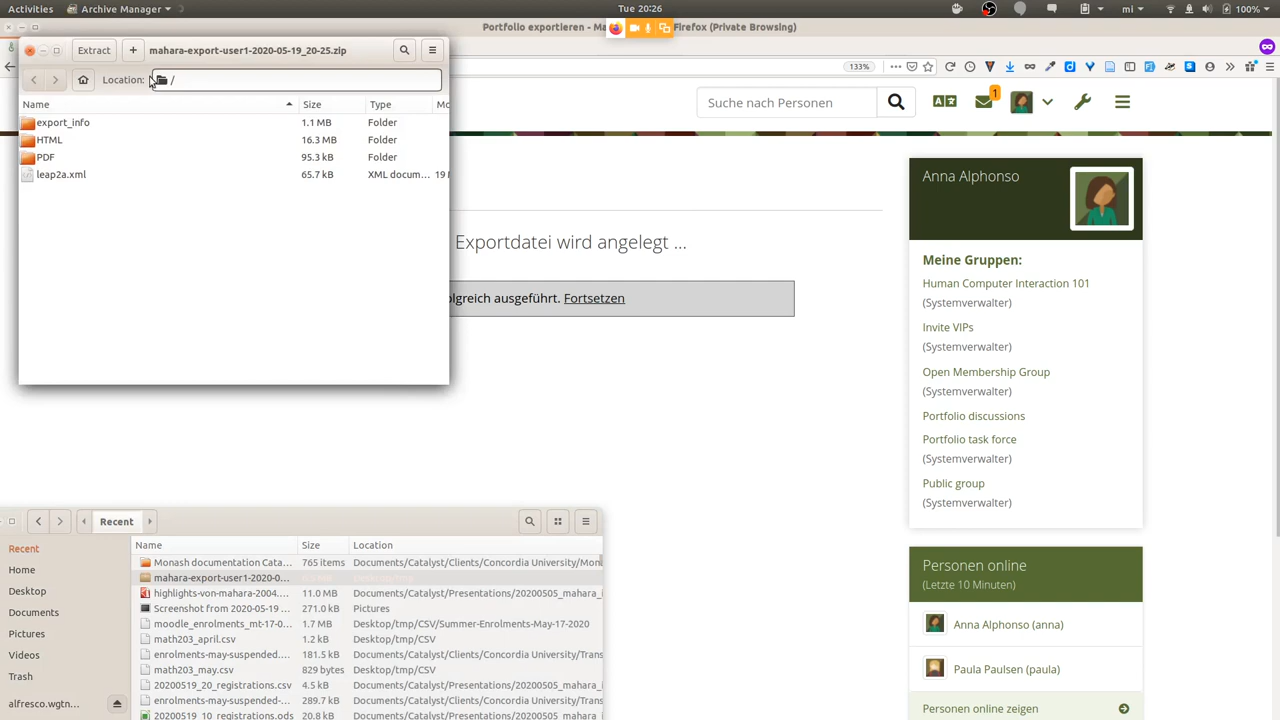 Activities
Archive Manager
Tue 20:26
mi
100%
Portfolio exportieren - Ma
Firefox (Private Browsing)
133%
Extract
mahara-export-user1-2020-05-19_20-25.zip
Location:
/
Name Size Type Mo
export_info 1.1 MB Folder
HTML 16.3 MB Folder
PDF 95.3 kB Folder
leap2a.xml 65.7 kB XML docum... 19 M
Suche nach Personen
1
Exportdatei wird angelegt ...
olgreich ausgeführt. Fortsetzen
Anna Alphonso
Meine Gruppen:
Human Computer Interaction 101
(Systemverwalter)
Invite VIPs
(Systemverwalter)
Open Membership Group
(Systemverwalter)
Portfolio discussions
Portfolio task force
(Systemverwalter)
Public group
(Systemverwalter)
Personen online
(Letzte 10 Minuten)
Anna Alphonso (anna)
Paula Paulsen (paula)
Personen online zeigen
Recent
Recent
Home
Desktop
Documents
Pictures
Videos
Trash
alfresco.wgtn...
Name Size Location
Monash documentation Cata... 765 items Documents/Catalyst/Clients/Concordia University/Mon
mahara-export-user1-2020-0...
highlights-von-mahara-2004.... 11.0 MB Documents/Catalyst/Presentations/20200505_mahara_
Screenshot from 2020-05-19 ... 271.0 kB Pictures
moodle_enrolments_mt-17-0... 1.7 MB Desktop/tmp/CSV/Summer-Enrolments-May-17-2020
math203_april.csv 1.2 kB Desktop/tmp/CSV
enrolments-may-suspended.... 181.5 kB Documents/Catalyst/Clients/Concordia University/Tran
math203_may.csv 829 bytes Desktop/tmp/CSV
20200519_20_registrations.csv 4.5 kB Documents/Catalyst/Presentations/20200505_mahara_
enrolments-may-suspended-... 289.7 kB Documents/Catalyst/Clients/Concordia University/Tran
20200519_10_registrations.ods 20.8 kB Documents/Catalyst/Presentations/20200505_mahara_